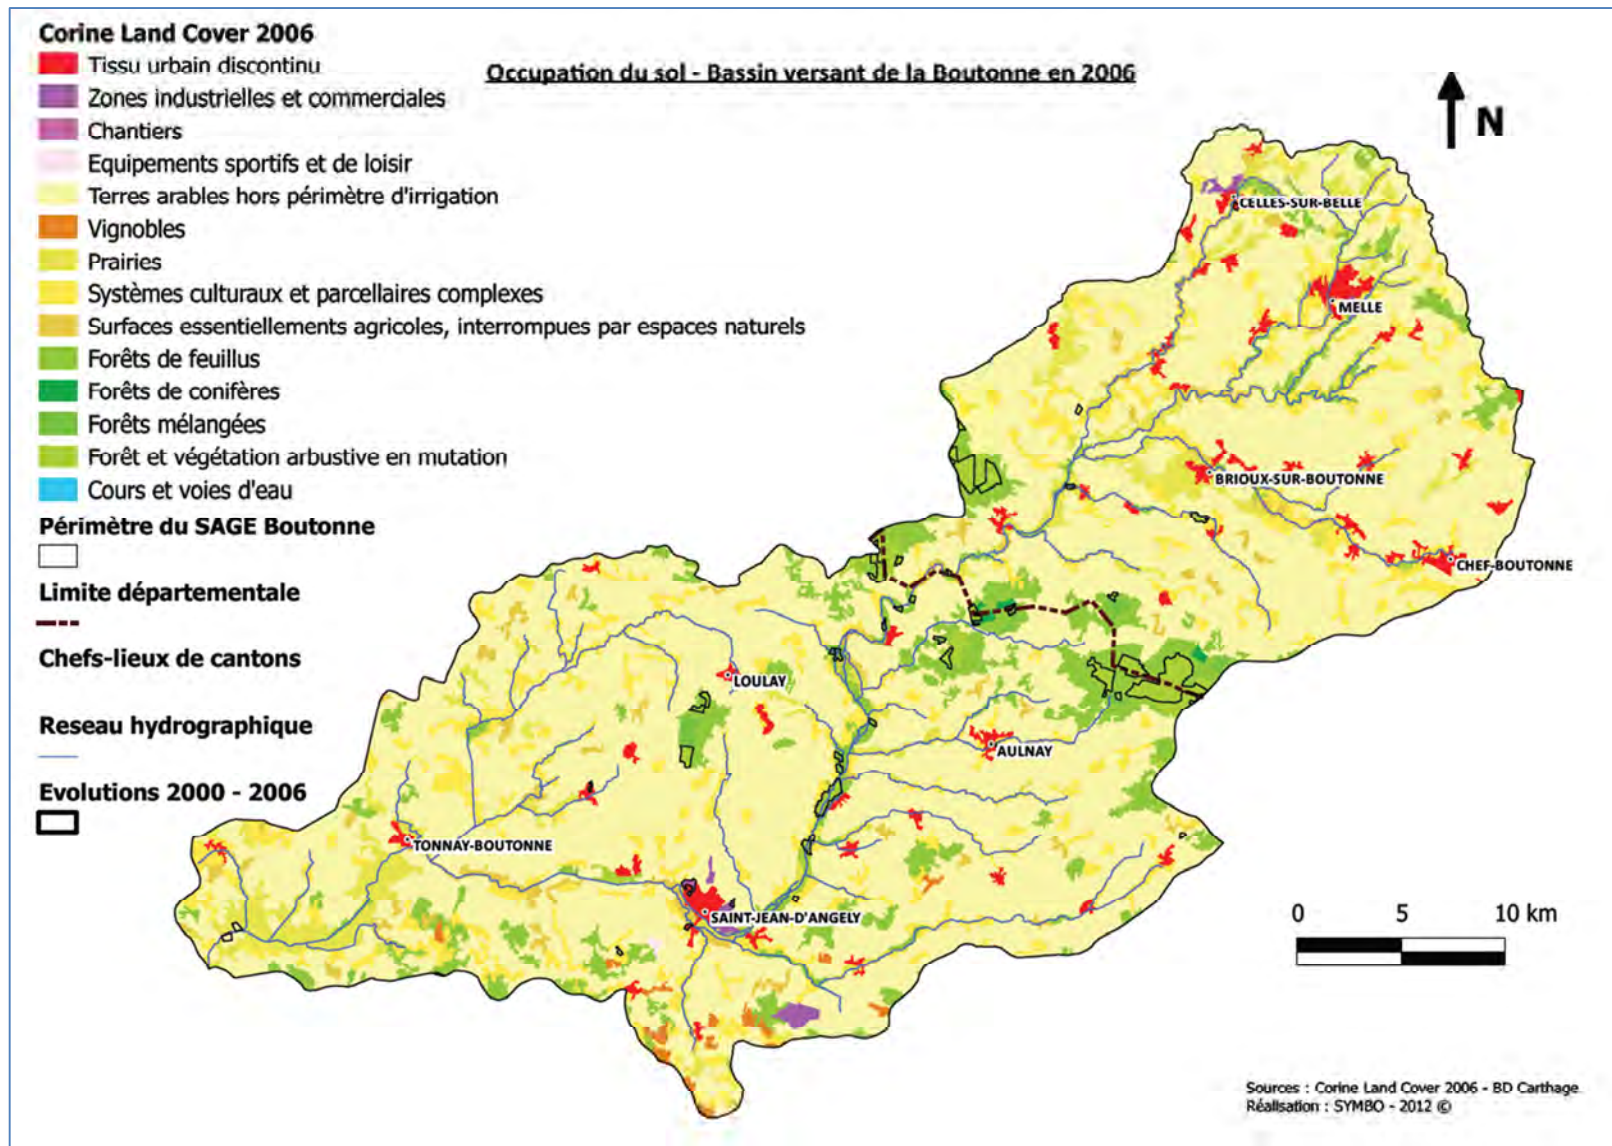 Corine Land Cover 2006
Tissu urbain discontinu
Zones industrielles et commerciales
Chantiers
Equipements sportifs et de loisir
Terres arables hors périmètre d'irrigation
Vignobles
Prairies
Systèmes culturaux et parcellaires complexes
Surfaces essentiellements agricoles, interrompues par espaces naturels
Forêts de feuillus
Forêts de conifères
Forêts mélangées
Forêt et végétation arbustive en mutation
Cours et voies d'eau
Périmètre du SAGE Boutonne
Limite départementale
Chefs-lieux de cantons
Reseau hydrographique
Evolutions 2000 - 2006
Occupation du sol - Bassin versant de la Boutonne en 2006
N
CELLES-SUR-BELLE
MELLE
BRIOUX-SUR-BOUTONNE
CHEF-BOUTONNE
LOULAY
AULNAY
TONNAY-BOUTONNE
SAINT-JEAN-D'ANGELY
0 5 10 km
Sources : Corine Land Cover 2006 - BD Carthage
Réalisation : SYMBO - 2012 ©